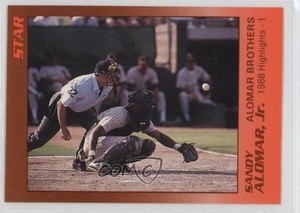 STAR
ALOMAR BROTHERS
1988 Highlights - 1
SANDY
ALOMAR, Jr.